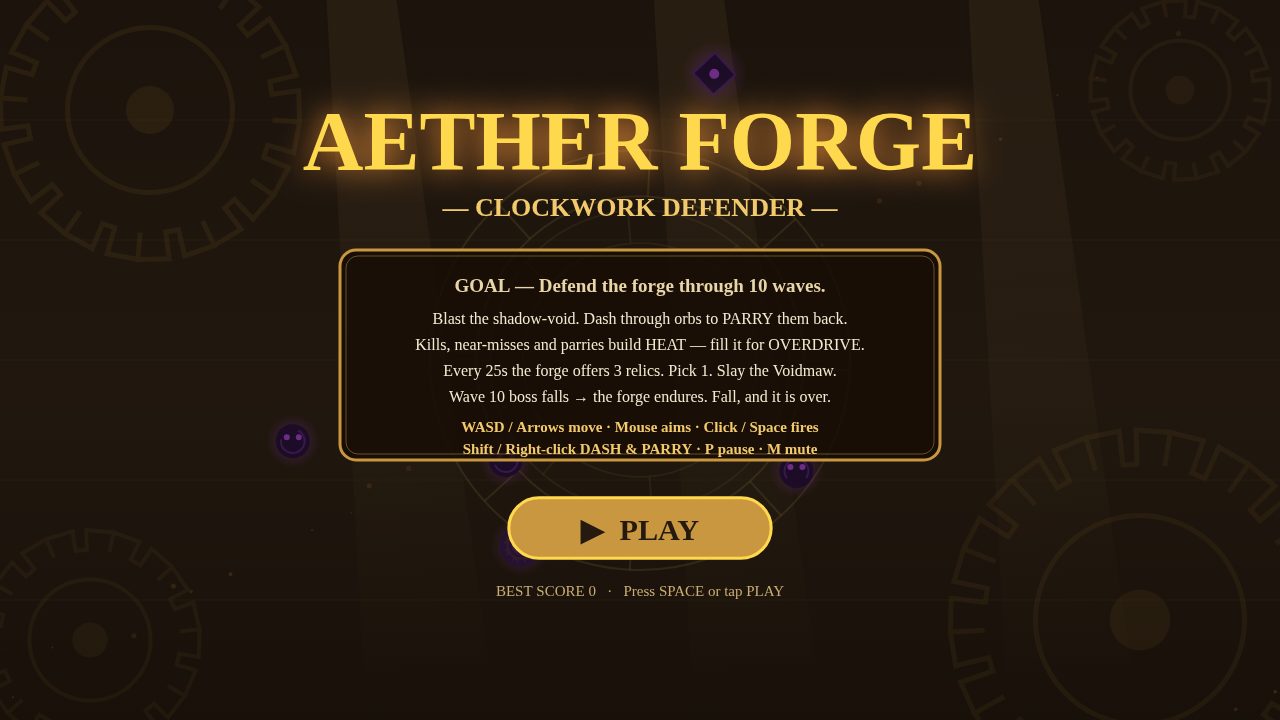 AETHER FORGE
— CLOCKWORK DEFENDER —
GOAL — Defend the forge through 10 waves.
Blast the shadow-void. Dash through orbs to PARRY them back.
Kills, near-misses and parries build HEAT — fill it for OVERDRIVE.
Every 25s the forge offers 3 relics. Pick 1. Slay the Voidmaw.
Wave 10 boss falls → the forge endures. Fall, and it is over.
WASD / Arrows move · Mouse aims · Click / Space fires
Shift / Right-click DASH & PARRY · P pause · M mute
▶ PLAY
BEST SCORE 0 · Press SPACE or tap PLAY